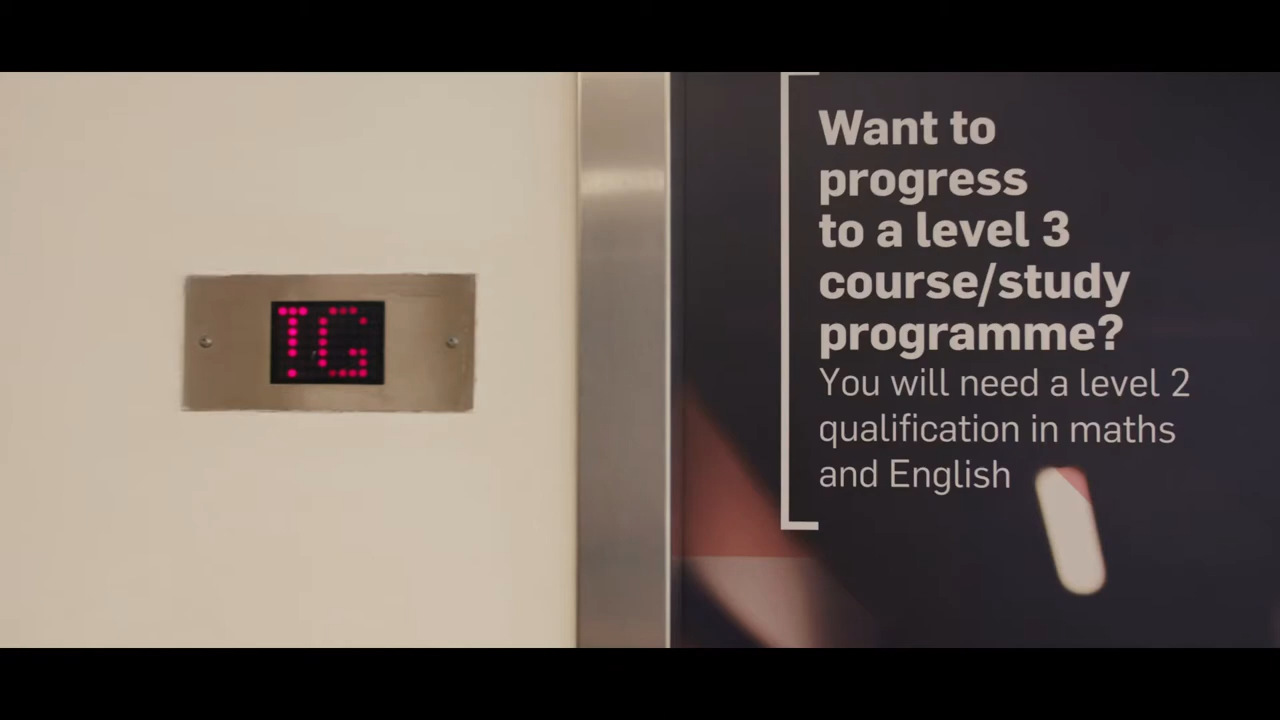 TG
Want to
progress
to a level 3
course/study
programme?
You will need a level 2
qualification in maths
and English